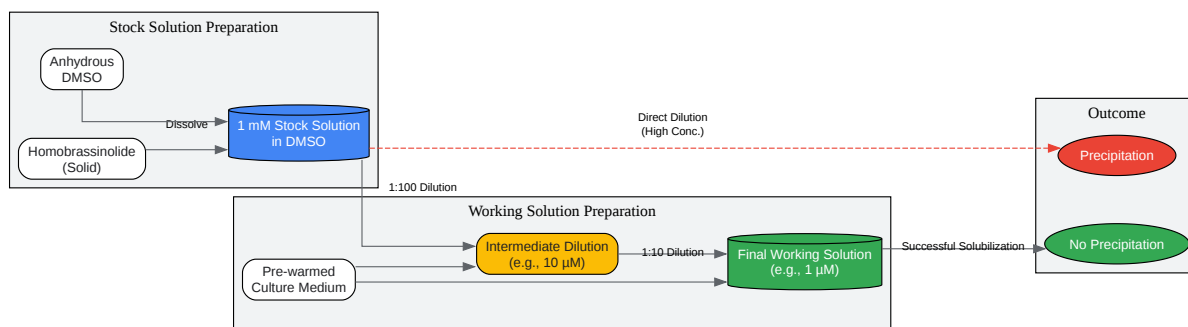 Stock Solution Preparation
Anhydrous
DMSO
Dissolve
1 mM Stock Solution
in DMSO
Homobrassinolide
(Solid)
Direct Dilution
(High Conc.)
Outcome
Precipitation
1:100 Dilution
Working Solution Preparation
Intermediate Dilution
(e.g., 10 µM)
1:10 Dilution
Final Working Solution
(e.g., 1 µM)
Successful Solubilization
No Precipitation
Pre-warmed
Culture Medium